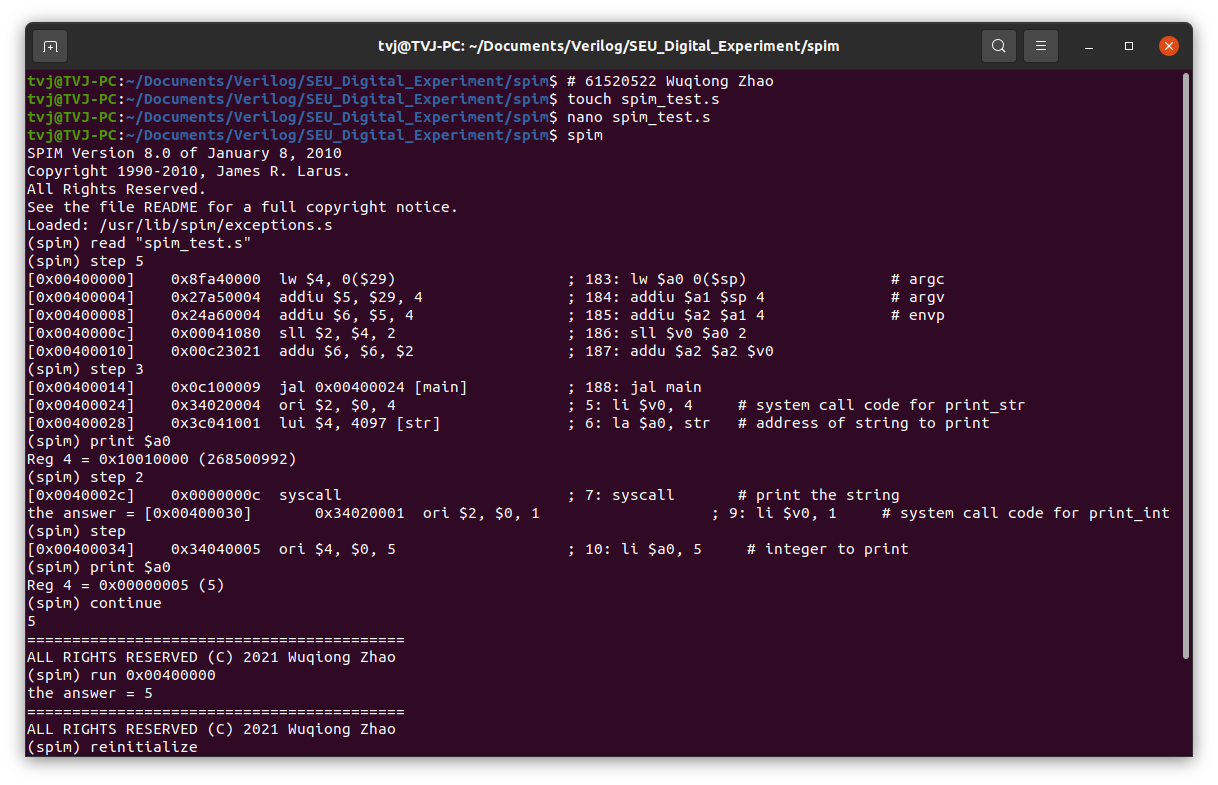 tvj@TVJ-PC: ~/Documents/Verilog/SEU_Digital_Experiment/spim
tvj@TVJ-PC:~/Documents/Verilog/SEU_Digital_Experiment/spim$ # 61520522 Wuqiong Zhao
tvj@TVJ-PC:~/Documents/Verilog/SEU_Digital_Experiment/spim$ touch spim_test.s
tvj@TVJ-PC:~/Documents/Verilog/SEU_Digital_Experiment/spim$ nano spim_test.s
tvj@TVJ-PC:~/Documents/Verilog/SEU_Digital_Experiment/spim$ spim
SPIM Version 8.0 of January 8, 2010
Copyright 1990-2010, James R. Larus.
All Rights Reserved.
See the file README for a full copyright notice.
Loaded: /usr/lib/spim/exceptions.s
(spim) read "spim_test.s"
(spim) step 5
[0x00400000]    0x8fa40000  lw $4, 0($29)                   ; 183: lw $a0 0($sp)                # argc
[0x00400004]    0x27a50004  addiu $5, $29, 4                ; 184: addiu $a1 $sp 4              # argv
[0x00400008]    0x24a60004  addiu $6, $5, 4                 ; 185: addiu $a2 $a1 4              # envp
[0x0040000c]    0x00041080  sll $2, $4, 2                   ; 186: sll $v0 $a0 2
[0x00400010]    0x00c23021  addu $6, $6, $2                 ; 187: addu $a2 $a2 $v0
(spim) step 3
[0x00400014]    0x0c100009  jal 0x00400024 [main]           ; 188: jal main
[0x00400024]    0x34020004  ori $2, $0, 4                   ; 5: li $v0, 4     # system call code for print_str
[0x00400028]    0x3c041001  lui $4, 4097 [str]              ; 6: la $a0, str   # address of string to print
(spim) print $a0
Reg 4 = 0x10010000 (268500992)
(spim) step 2
[0x0040002c]    0x0000000c  syscall                         ; 7: syscall       # print the string
the answer = [0x00400030]       0x34020001  ori $2, $0, 1                   ; 9: li $v0, 1     # system call code for print_int
(spim) step
[0x00400034]    0x34040005  ori $4, $0, 5                   ; 10: li $a0, 5     # integer to print
(spim) print $a0
Reg 4 = 0x00000005 (5)
(spim) continue
5
==========================================
ALL RIGHTS RESERVED (C) 2021 Wuqiong Zhao
(spim) run 0x00400000
the answer = 5
==========================================
ALL RIGHTS RESERVED (C) 2021 Wuqiong Zhao
(spim) reinitialize